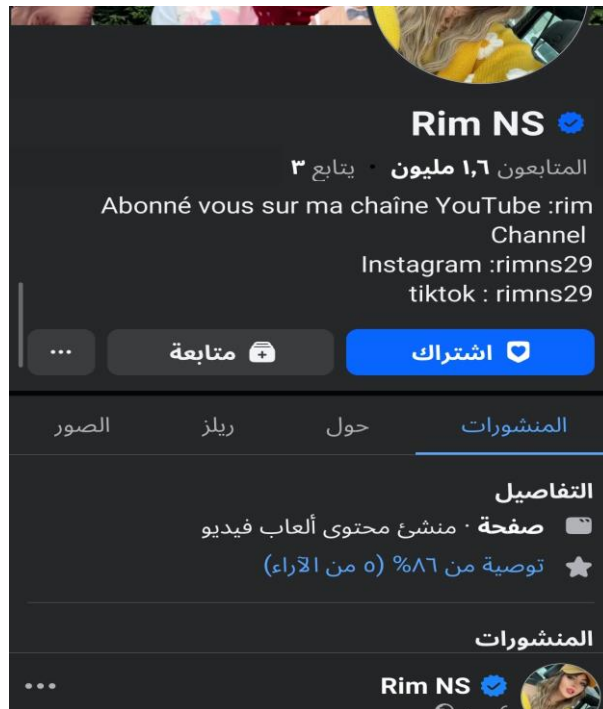 Rim NS
المتابعون ١,٦ مليون · يتابع ٣
Abonné vous sur ma chaîne YouTube :rim
Channel
Instagram :rimns29
tiktok : rimns29
اشتراك
متابعة
المنشورات
حول
ريلز
الصور
التفاصيل
صفحة · منشئ محتوى ألعاب فيديو
توصية من ٨٦% (٥ من الآراء)
المنشورات
Rim NS